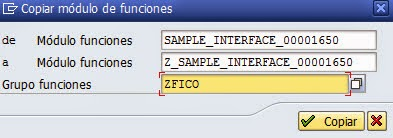 Copiar módulo de funciones
de Módulo funciones SAMPLE_INTERFACE_00001650
a Módulo funciones Z_SAMPLE_INTERFACE_00001650
Grupo funciones ZFICO
Copiar